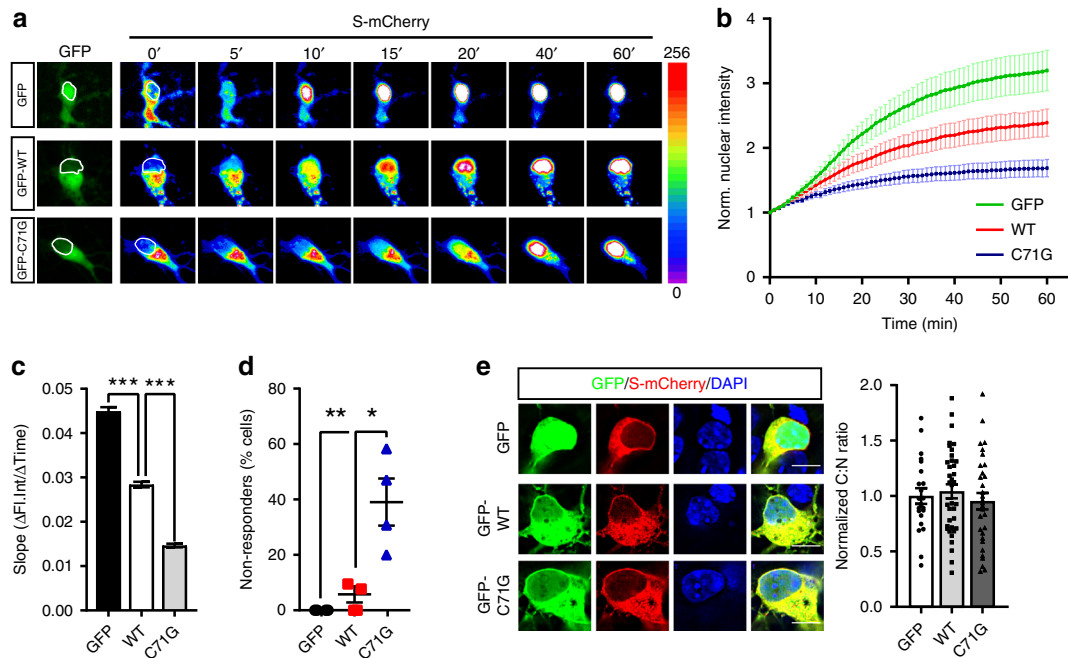 a
S-mCherry
GFP
0′ 5′ 10′ 15′ 20′ 40′ 60′
256
GFP
GFP-WT
GFP-C71G
0
b
Norm. nuclear intensity
4
3
2
1
0
0 10 20 30 40 50 60
Time (min)
GFP
WT
C71G
c
*** ***
Slope (ΔFl.Int/ΔTime)
0.05
0.04
0.03
0.02
0.01
0.00
GFP WT C71G
d
** *
Non-responders (% cells)
80
60
40
20
0
GFP WT C71G
e
GFP/S-mCherry/DAPI
GFP
GFP-
WT
GFP-
C71G
Normalized C:N ratio
2.0
1.5
1.0
0.5
0.0
GFP WT C71G